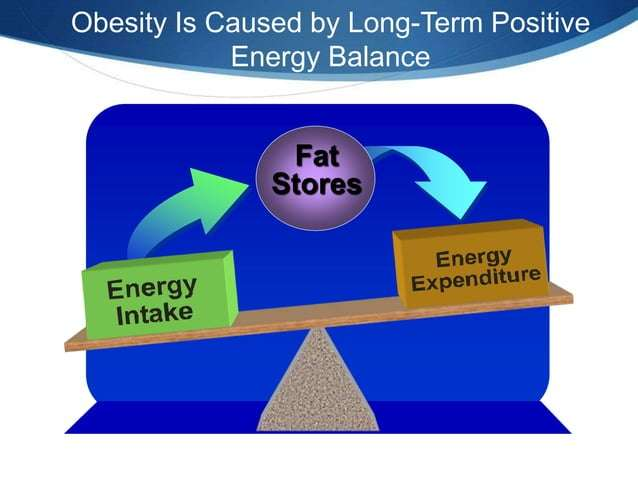 Obesity Is Caused by Long-Term Positive
Energy Balance
Fat
Stores
Energy
Intake
Energy
Expenditure